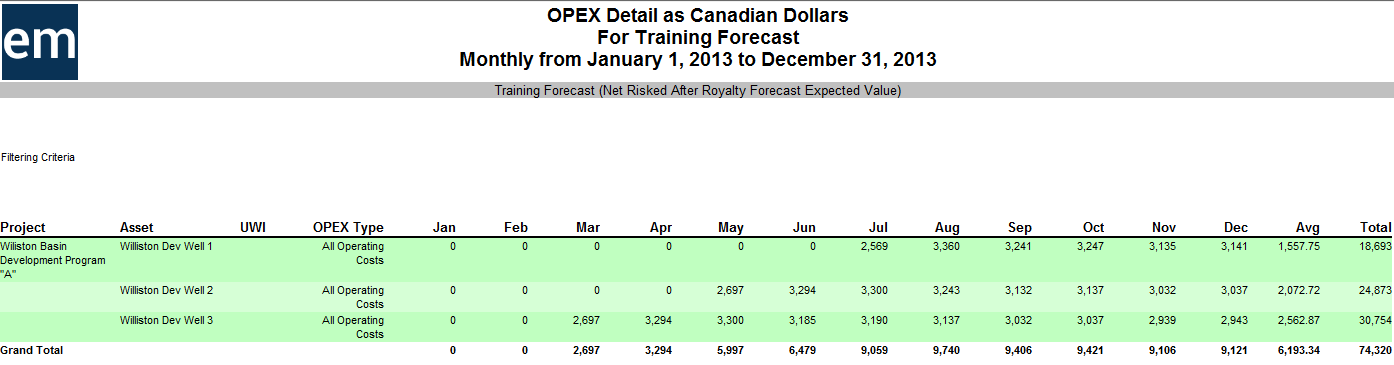 em
OPEX Detail as Canadian Dollars
For Training Forecast
Monthly from January 1, 2013 to December 31, 2013
Training Forecast (Net Risked After Royalty Forecast Expected Value)
Filtering Criteria
Project Asset UWI OPEX Type Jan Feb Mar Apr May Jun Jul Aug Sep Oct Nov Dec Avg Total
Wiliston Basin Williston Dev Well 1 All Operating 0 0 0 0 0 0 2,569 3,360 3,241 3,247 3,135 3,141 1,557.75 18,693
Development Program Costs
"A"
Williston Dev Well 2 All Operating 0 0 0 0 2,697 3,294 3,300 3,243 3,132 3,137 3,032 3,037 2,072.72 24,873
Costs
Williston Dev Well 3 All Operating 0 0 2,697 3,294 3,300 3,185 3,190 3,137 3,032 3,037 2,939 2,943 2,562.87 30,754
Costs
Grand Total 0 0 2,697 3,294 5,997 6,479 9,059 9,740 9,406 9,421 9,106 9,121 6,193.34 74,320